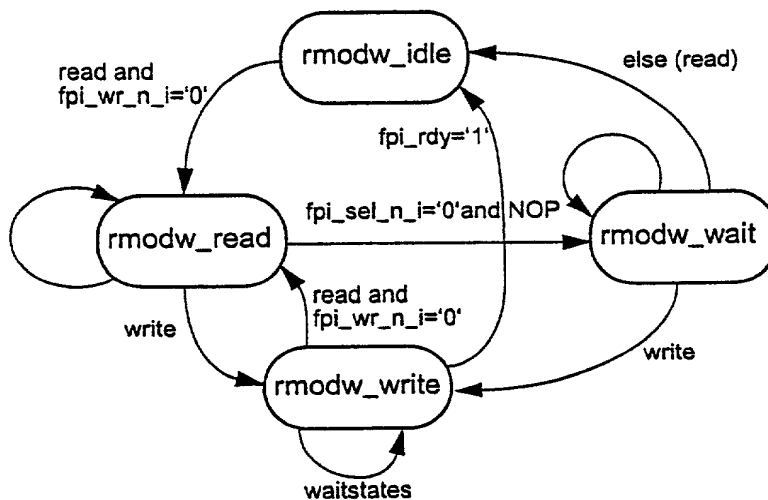 rmodw_idle
else (read)
read and
fpi_wr_n_i='0'
fpi_rdy='1'
fpi_sel_n_i='0'and NOP
rmodw_read
rmodw_wait
read and
fpi_wr_n_i='0'
write
write
rmodw_write
waitstates